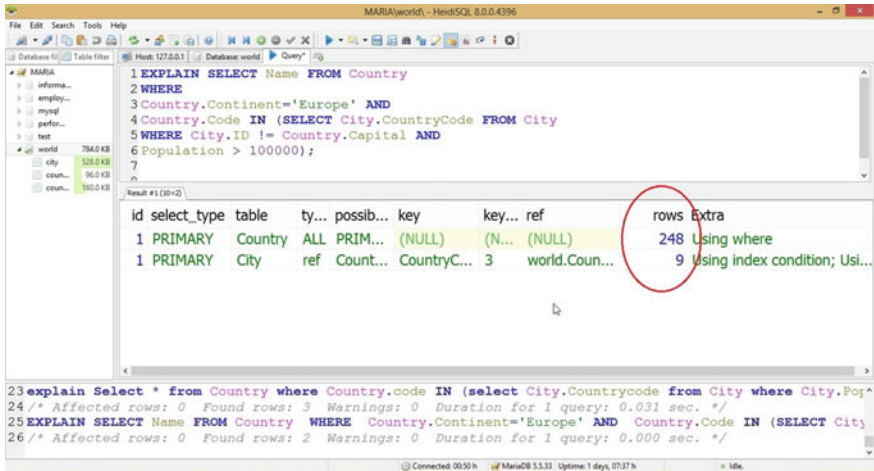 MARIA\world\ - HeidiSQL 8.0.0.4396
File Edit Search Tools Help
Database fil Table filter Host: 127.0.0.1 Database: world Query*
MARIA
informa...
employ...
mysql
perfor...
test
world 784.0 KB
city 528.0 KB
coun... 96.0 KB
coun... 160.0 KB
1 EXPLAIN SELECT Name FROM Country
2 WHERE
3 Country.Continent='Europe' AND
4 Country.Code IN (SELECT City.CountryCode FROM City
5 WHERE City.ID != Country.Capital AND
6 Population > 100000);
7
Result #1 (10×2)
id select_type table ty... possib... key key... ref rows Extra
1 PRIMARY Country ALL PRIM... (NULL) (N... (NULL) 248 Using where
1 PRIMARY City ref Count... CountryC... 3 world.Coun... 9 Using index condition; Usi...
23 explain Select * from Country where Country.code IN (select City.Countrycode from City where City.Pop
24 /* Affected rows: 0 Found rows: 3 Warnings: 0 Duration for 1 query: 0.031 sec. */
25 EXPLAIN SELECT Name FROM Country WHERE Country.Continent='Europe' AND Country.Code IN (SELECT City
26 /* Affected rows: 0 Found rows: 2 Warnings: 0 Duration for 1 query: 0.000 sec. */
Connected: 00:50 h MariaDB 5.5.33 Uptime: 1 days, 07:37 h Idle.